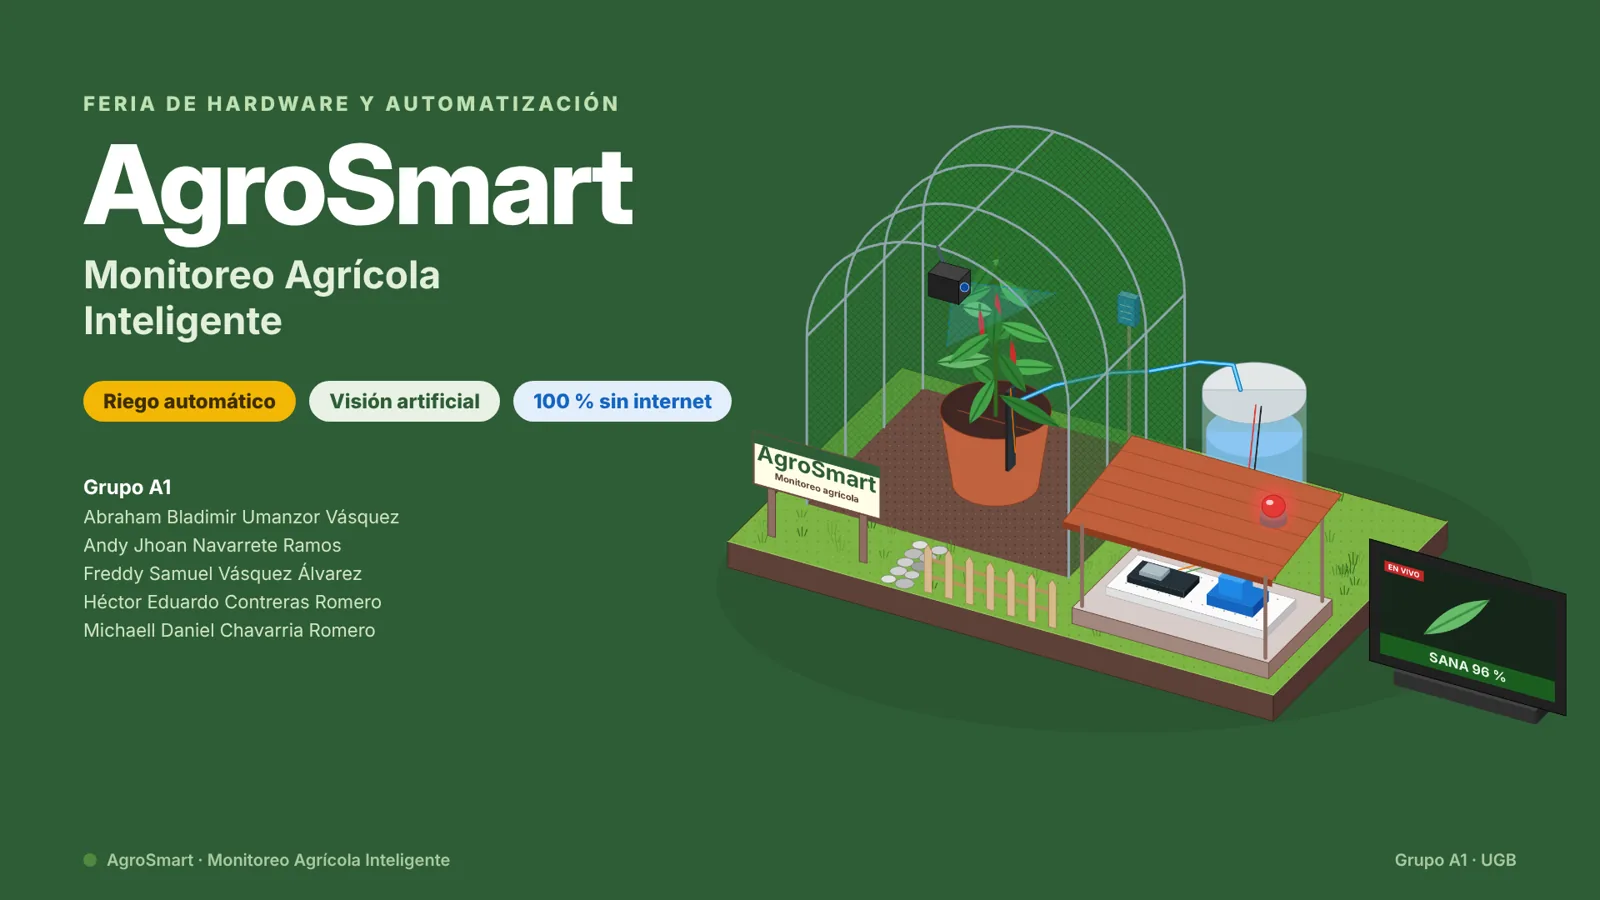 FERIA DE HARDWARE Y AUTOMATIZACIÓN
AgroSmart
Monitoreo Agrícola
Inteligente
Riego automático
Visión artificial
100 % sin internet
Grupo A1
Abraham Bladimir Umanzor Vásquez
Andy Jhoan Navarrete Ramos
Freddy Samuel Vásquez Álvarez
Héctor Eduardo Contreras Romero
Michaell Daniel Chavarria Romero
AgroSmart
Monitoreo agrícola
EN VIVO
SANA 96 %
AgroSmart · Monitoreo Agrícola Inteligente
Grupo A1 · UGB